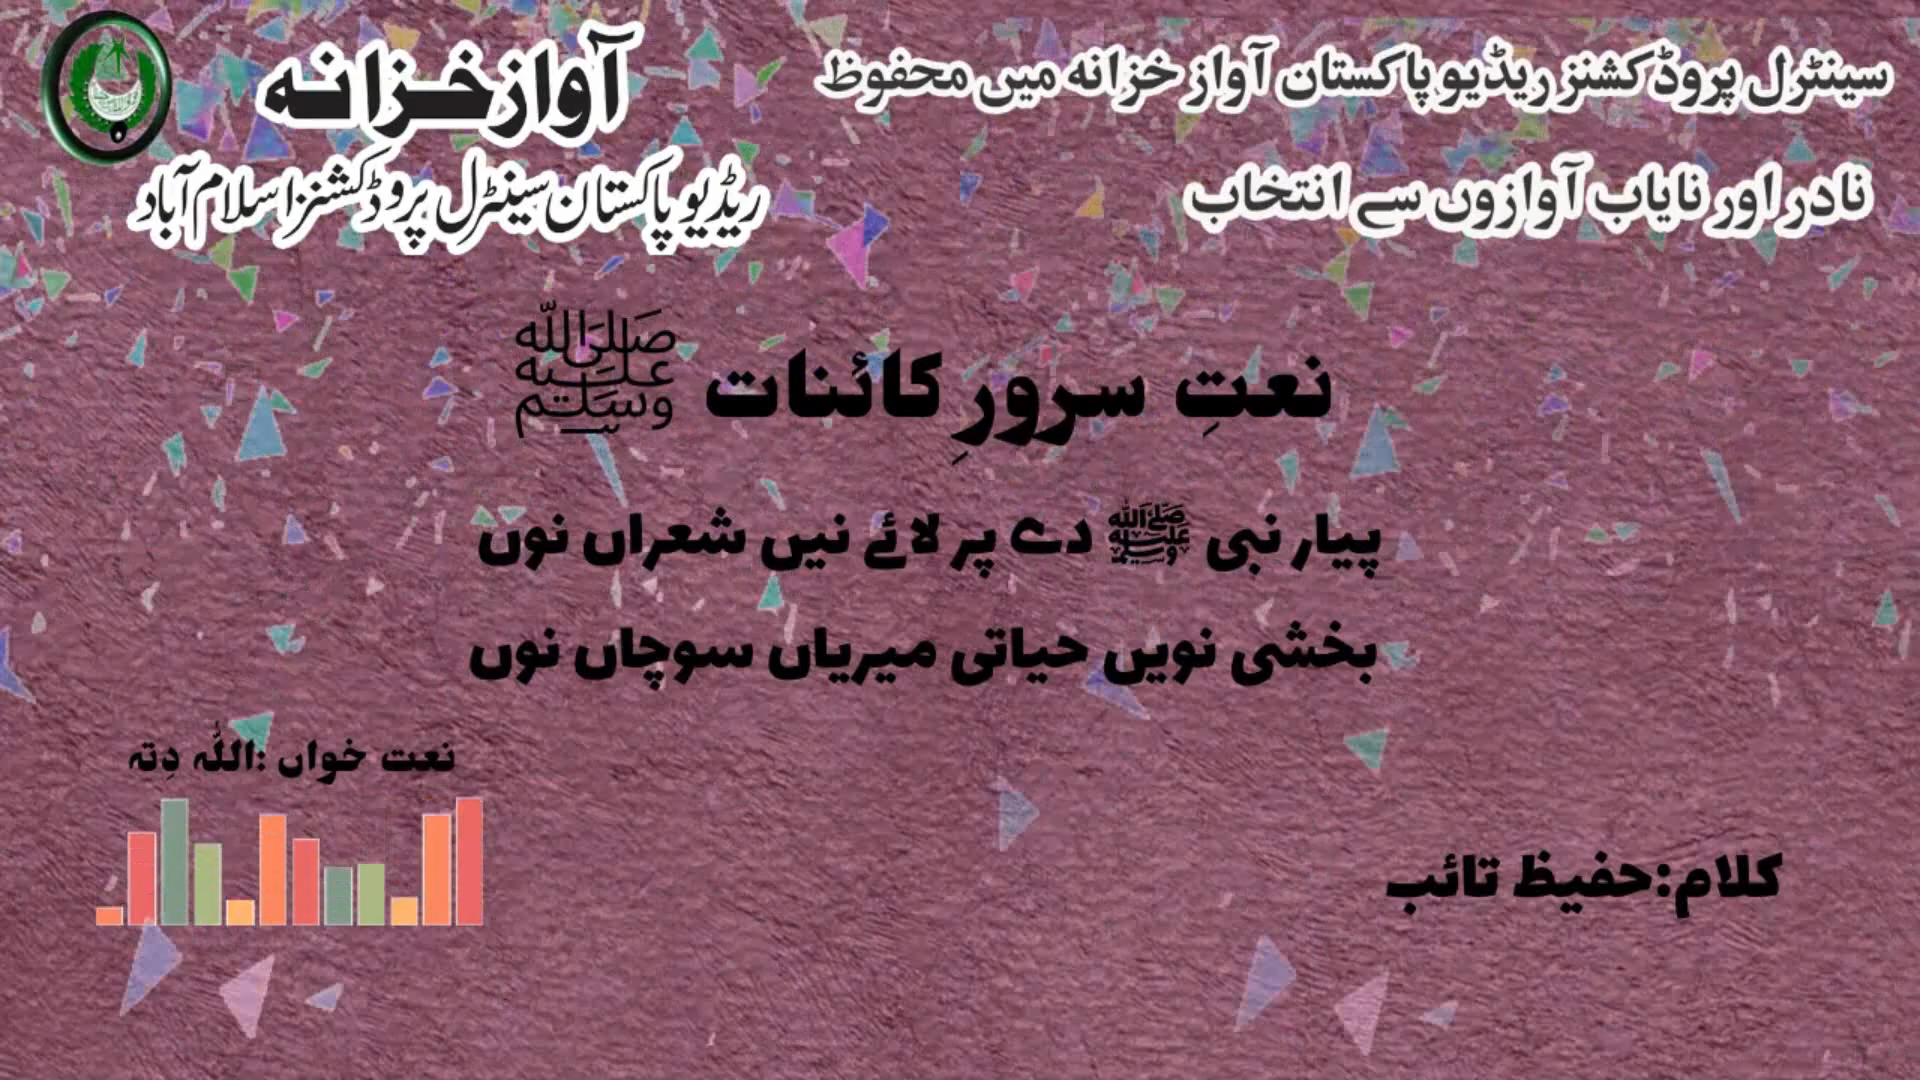 سینٹرل پروڈکشنز ریڈیو پاکستان آواز خزانہ میں محفوظ
نادر اور نایاب آوازوں سے انتخاب
آواز خزانہ
ریڈیو پاکستان سینٹرل پروڈکشنز اسلام آباد
نعتِ سرورِ کائنات ﷺ
پیار نبی ﷺ دے پر لائے نیں شعراں نوں
بخشی نویں حیاتی میریاں سوچاں نوں
نعت خواں :اللہ دِتہ
کلام:حفیظ تائب